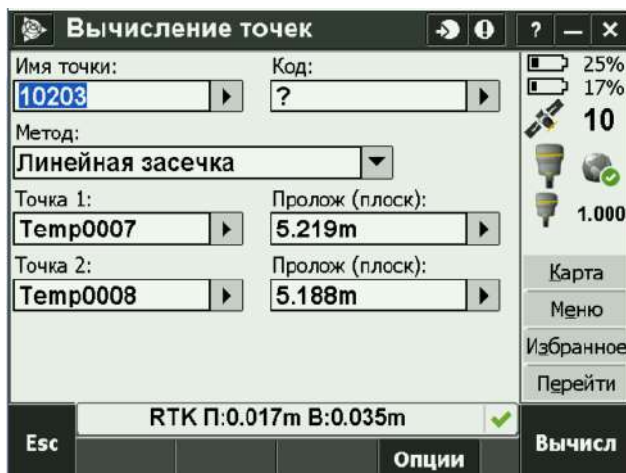 Вычисление точек
? — ×
Имя точки: Код:
10203 ?
Метод:
Линейная засечка
Точка 1: Пролож (плоск):
Temp0007 5.219m
Точка 2: Пролож (плоск):
Temp0008 5.188m
25%
17%
10
1.000
Карта
Меню
Избранное
Перейти
RTK П:0.017m В:0.035m
Esc Опции Вычисл